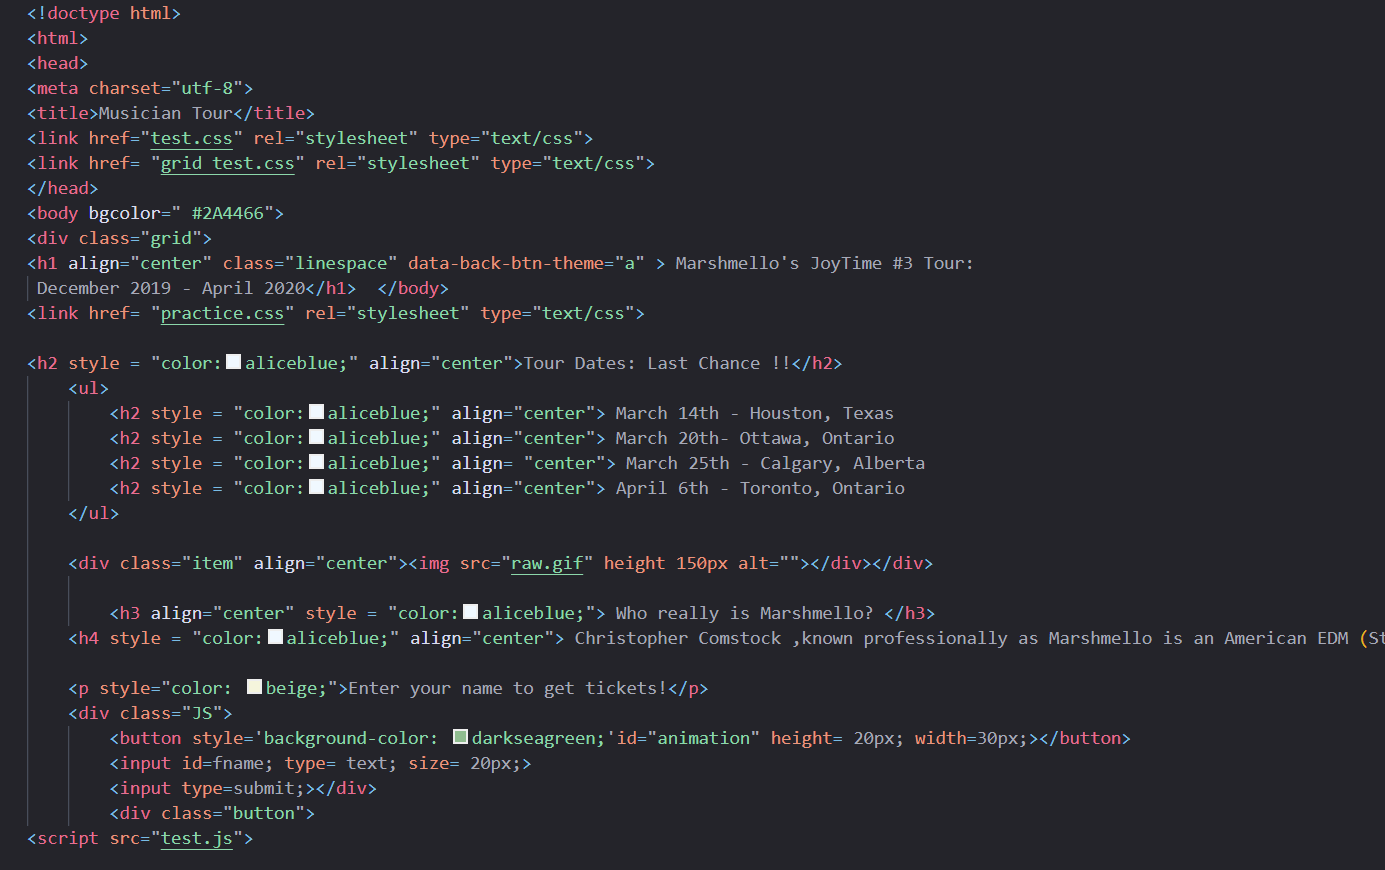 <!doctype html>
<html>
<head>
<meta charset="utf-8">
<title>Musician Tour</title>
<link href="test.css" rel="stylesheet" type="text/css">
<link href= "grid test.css" rel="stylesheet" type="text/css">
</head>
<body bgcolor=" #2A4466">
<div class="grid">
<h1 align="center" class="linespace" data-back-btn-theme="a" > Marshmello's JoyTime #3 Tour:
December 2019 - April 2020</h1>  </body>
<link href= "practice.css" rel="stylesheet" type="text/css">
<h2 style = "color:aliceblue;" align="center">Tour Dates: Last Chance !!</h2>
<ul>
<h2 style = "color:aliceblue;" align="center"> March 14th - Houston, Texas
<h2 style = "color:aliceblue;" align="center"> March 20th- Ottawa, Ontario
<h2 style = "color:aliceblue;" align= "center"> March 25th - Calgary, Alberta
<h2 style = "color:aliceblue;" align="center"> April 6th - Toronto, Ontario
</ul>
<div class="item" align="center"><img src="raw.gif" height 150px alt=""></div></div>
<h3 align="center" style = "color:aliceblue;"> Who really is Marshmello? </h3>
<h4 style = "color:aliceblue;" align="center"> Christopher Comstock ,known professionally as Marshmello is an American EDM (St
<p style="color: beige;">Enter your name to get tickets!</p>
<div class="JS">
<button style='background-color: darkseagreen;'id="animation" height= 20px; width=30px;></button>
<input id=fname; type= text; size= 20px;>
<input type=submit;></div>
<div class="button">
<script src="test.js">